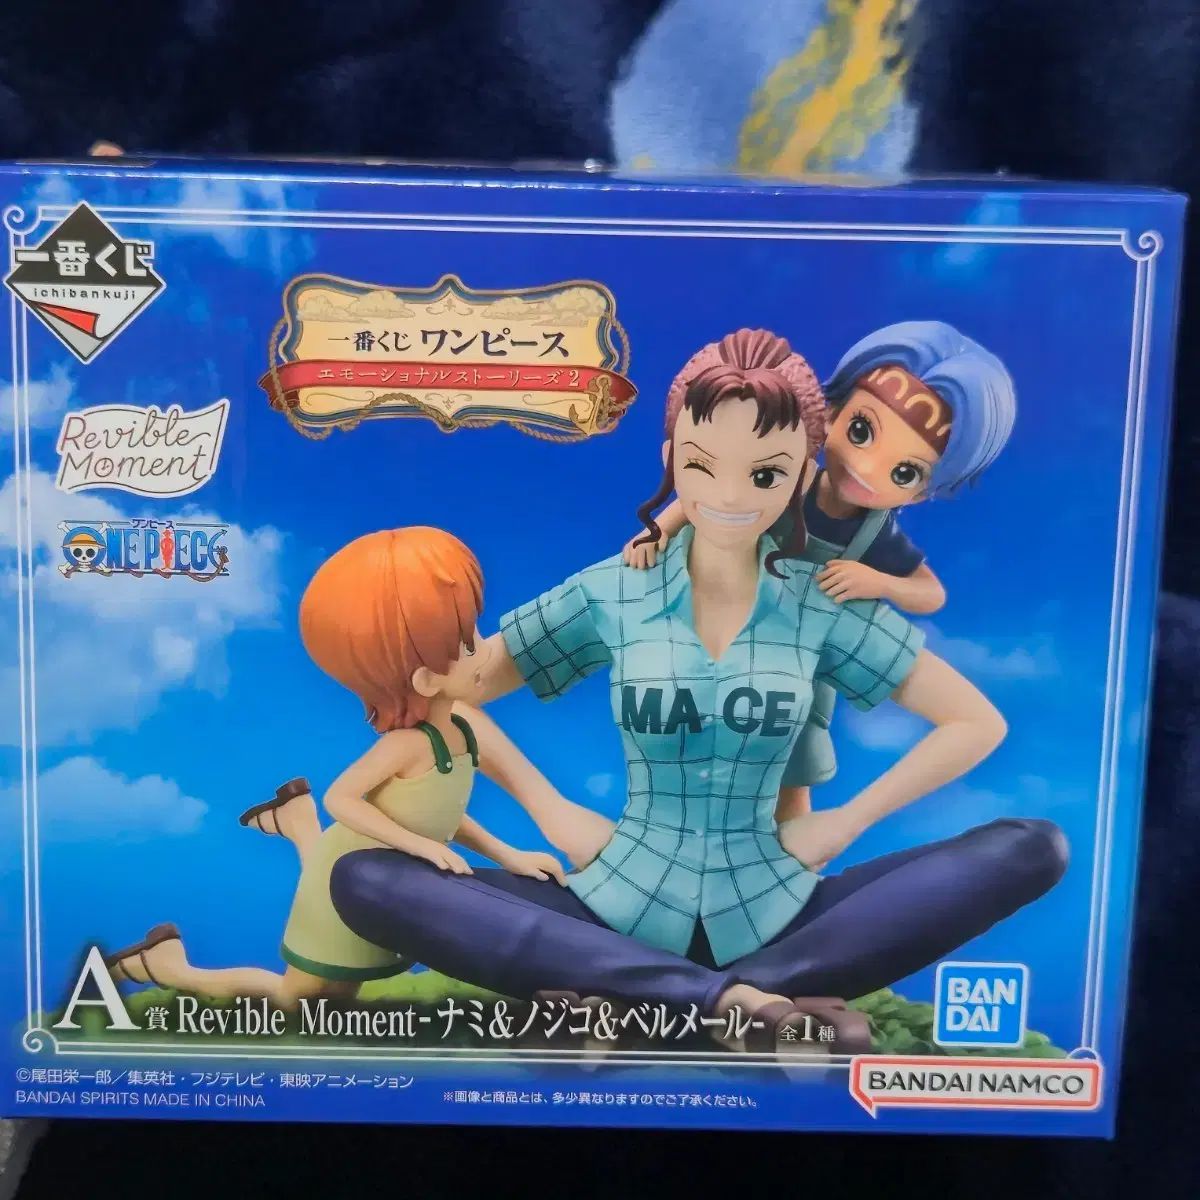 一番くじ
ichibankuji
一番くじ ワンピース
エモーショナルストーリーズ2
Revible
Moment
ワンピース
ONE PIECE
MA CE
A賞 Revible Moment-ナミ&ノジコ&ベルメール- 全1種
BAN
DAI
BANDAI NAMCO
©尾田栄一郎／集英社・フジテレビ・東映アニメーション
BANDAI SPIRITS MADE IN CHINA
※画像と商品とは、多少異なりますのでご了承ください。